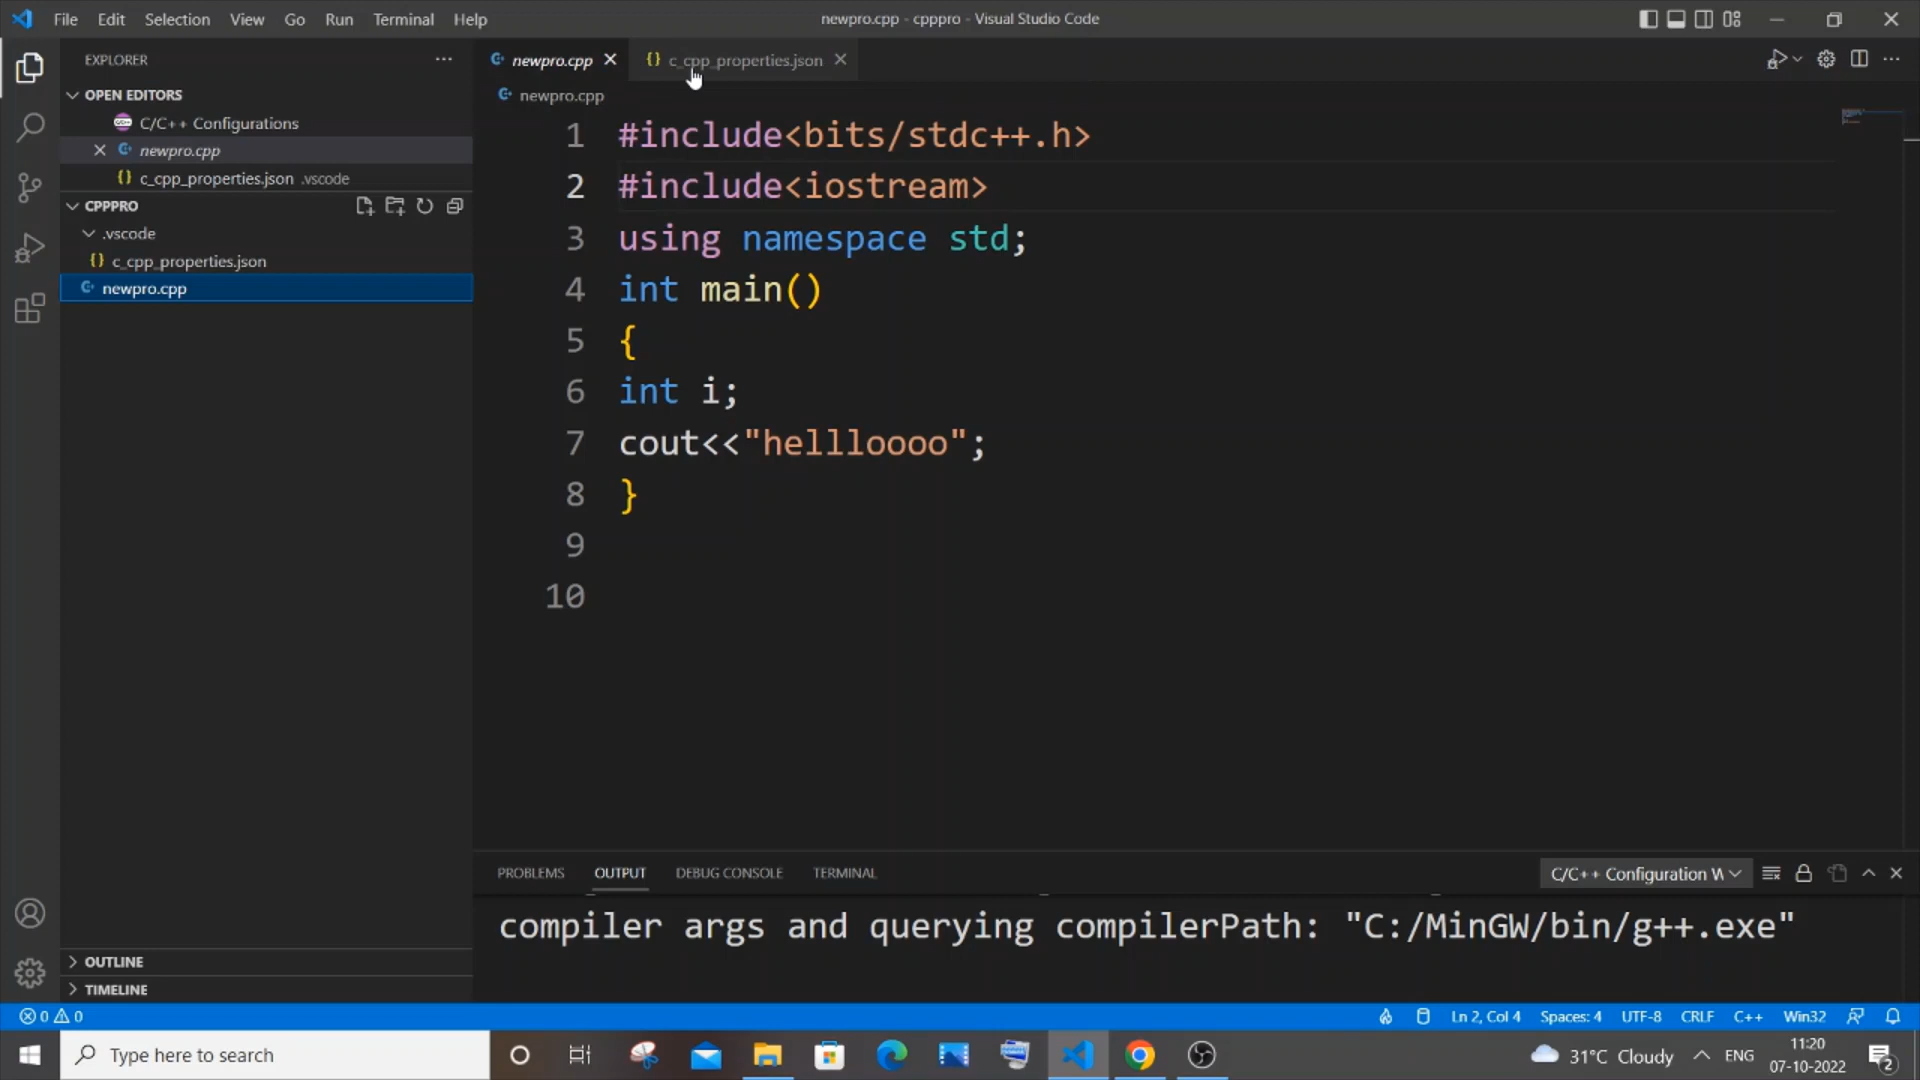 File Edit Selection View Go Run Terminal Help
newpro.cpp - cpppro - Visual Studio Code
EXPLORER
OPEN EDITORS
C/C++ Configurations
newpro.cpp
c_cpp_properties.json .vscode
CPPPRO
.vscode
c_cpp_properties.json
newpro.cpp
OUTLINE
TIMELINE
newpro.cpp
c_cpp_properties.json
newpro.cpp
1 #include<bits/stdc++.h>
2 #include<iostream>
3 using namespace std;
4 int main()
5 {
6 int i;
7 cout<<"hellloooo";
8 }
9
10
PROBLEMS OUTPUT DEBUG CONSOLE TERMINAL
C/C++ Configuration W
compiler args and querying compilerPath: "C:/MinGW/bin/g++.exe"
0 0
Ln 2, Col 4 Spaces: 4 UTF-8 CRLF C++ Win32
Type here to search
31°C Cloudy
ENG
11:20
07-10-2022
2